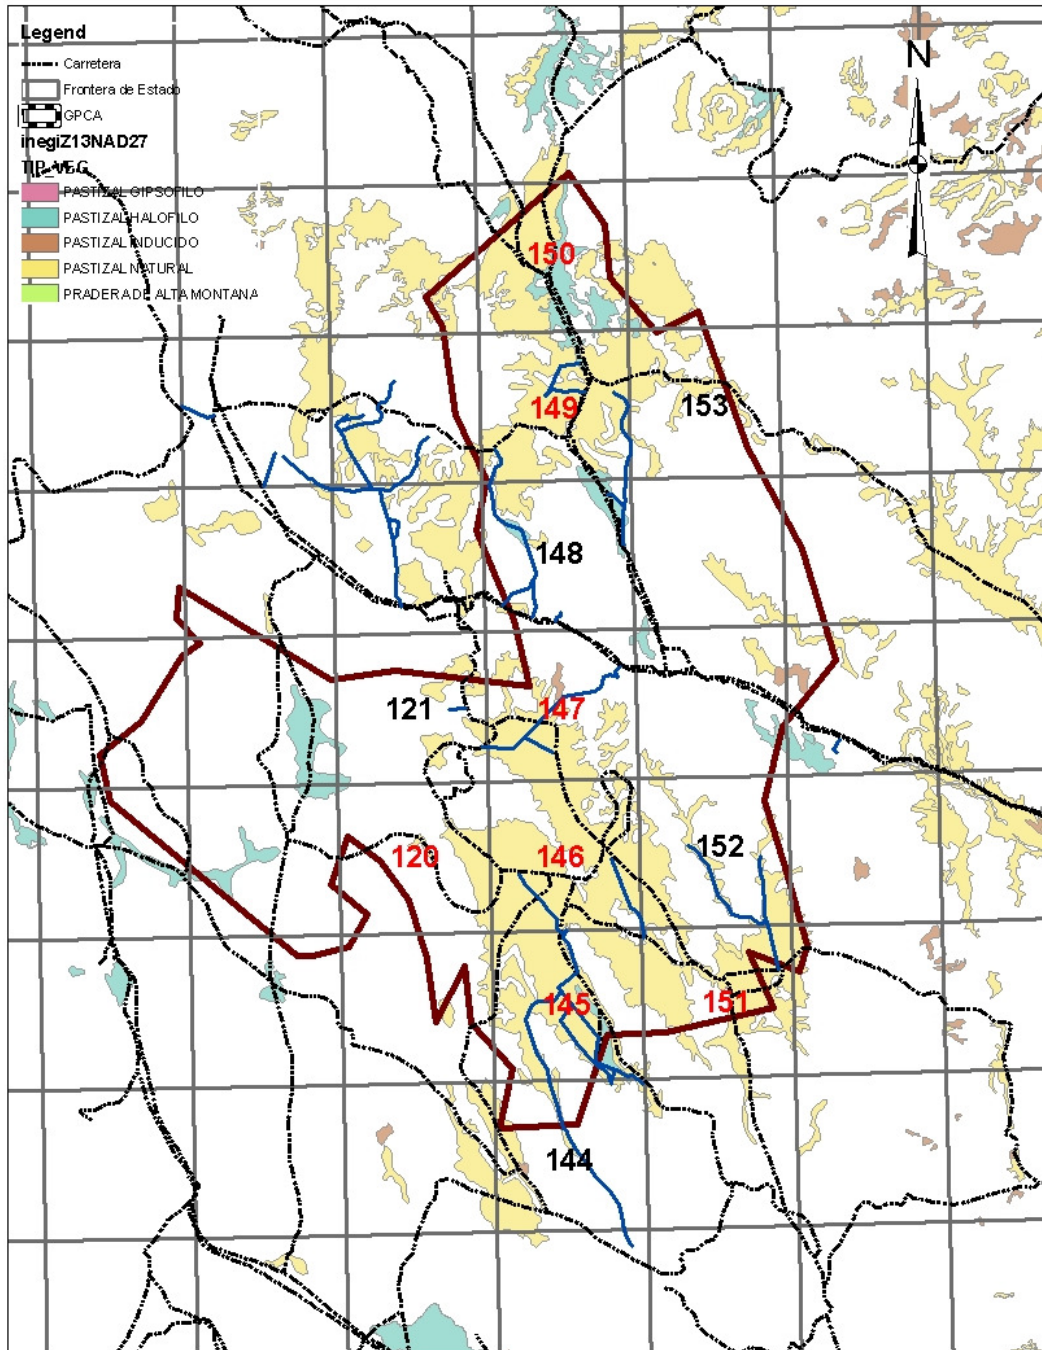 Legend
Carretera
Frontera de Estado
GPCA
inegiZ13NAD27
TIP_VEG
PASTIZAL GIPSOFILO
PASTIZAL HALOFILO
PASTIZAL INDUCIDO
PASTIZAL NATURAL
PRADERA DE ALTA MONTANA
N
150
149
153
148
121
147
120
146
152
145
151
144